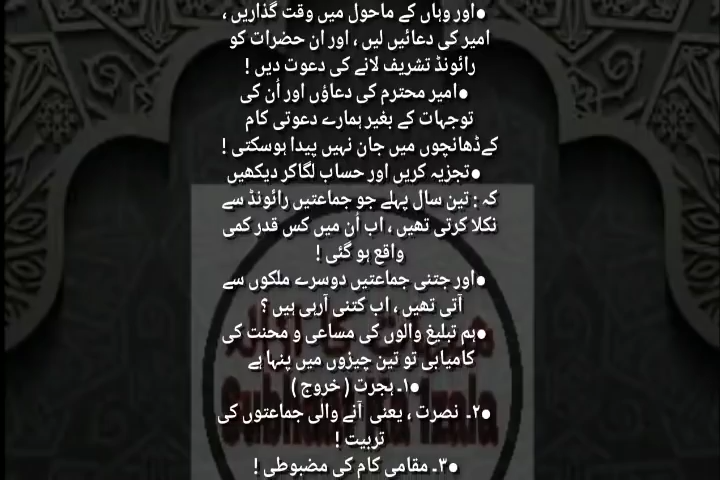 ●اور وہاں کے ماحول میں وقت گذاریں ،
امیر کی دعائیں لیں ، اور ان حضرات کو
رائونڈ تشریف لانے کی دعوت دیں !
●امیر محترم کی دعاؤں اور اُن کی
توجہات کے بغیر ہمارے دعوتی کام
کےڈھانچوں میں جان نہیں پیدا ہوسکتی !
●تجزیہ کریں اور حساب لگاکر دیکھیں
کہ : تین سال پہلے جو جماعتیں رائونڈ سے
نکلا کرتی تھیں ، اب اُن میں کس قدر کمی
واقع ہو گئی !
●اور جتنی جماعتیں دوسرے ملکوں سے
آتی تھیں ، اب کتنی آرہی ہیں ؟
●ہم تبلیغ والوں کی مساعی و محنت کی
کامیابی تو تین چیزوں میں پنہا ہے
●۱۔ ہجرت ( خروج )
●۲۔ نصرت ، یعنی آنے والی جماعتوں کی
تربیت !
●۳۔ مقامی کام کی مضبوطی !